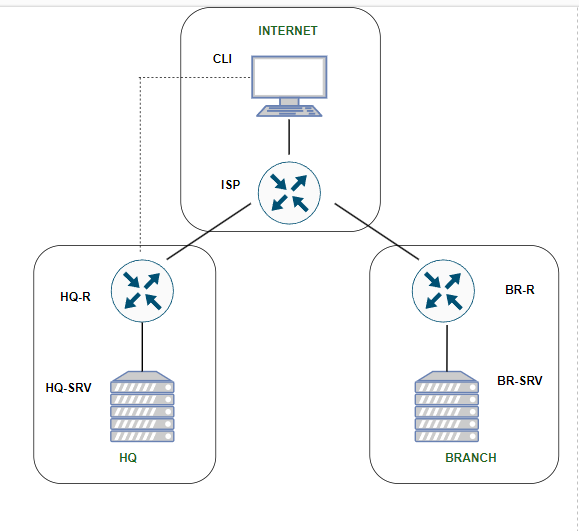 INTERNET
CLI
ISP
HQ-R
BR-R
HQ-SRV
BR-SRV
HQ
BRANCH